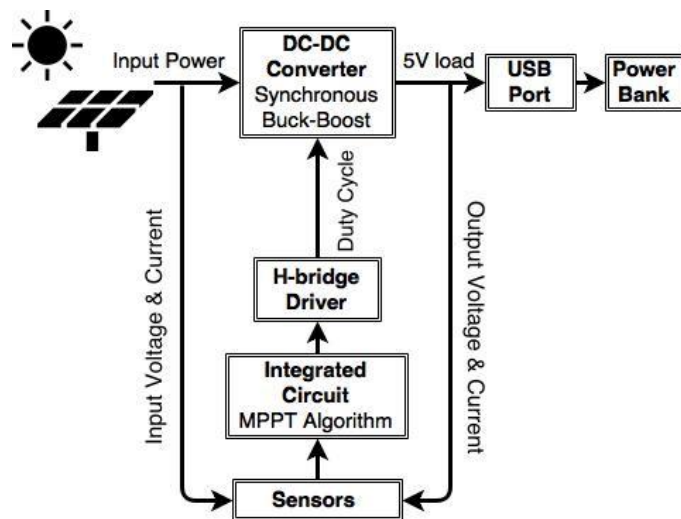 Input Power
DC-DC
Converter
Synchronous
Buck-Boost
5V load
USB
Port
Power
Bank
Duty Cycle
Input Voltage & Current
Output Voltage & Current
H-bridge
Driver
Integrated
Circuit
MPPT Algorithm
Sensors